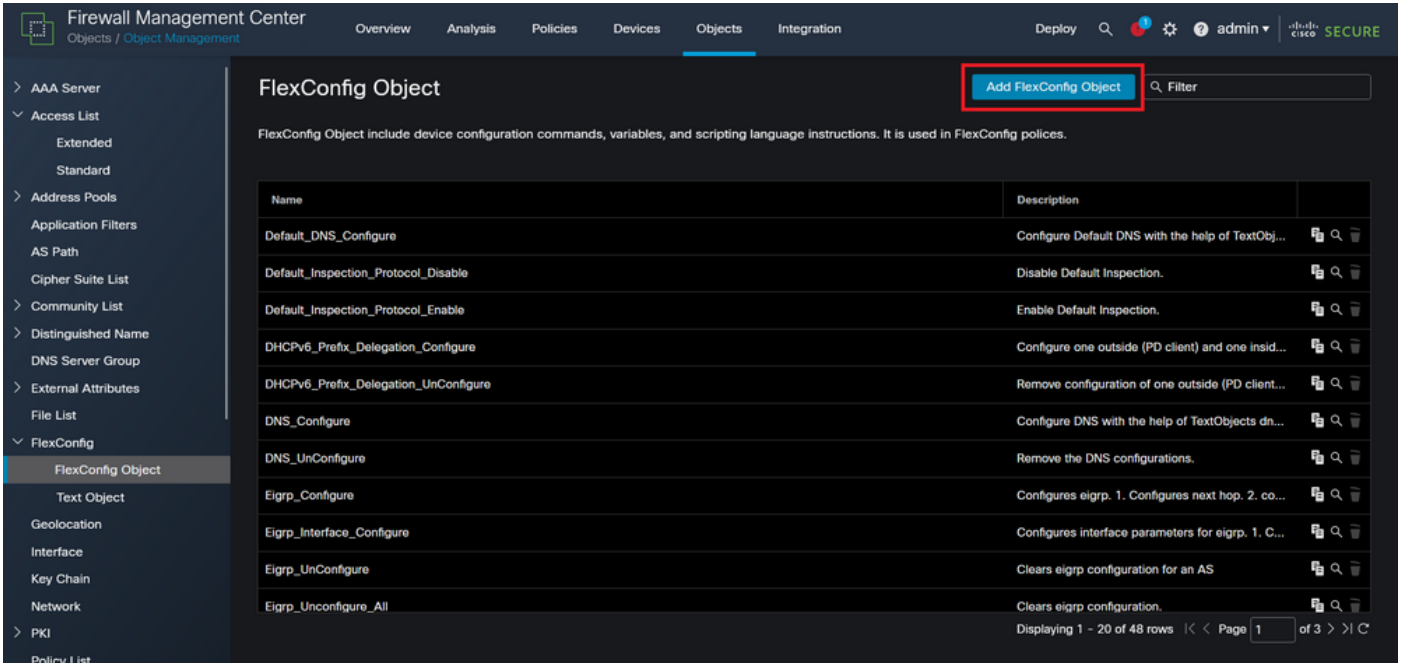 Firewall Management Center
Objects / Object Management
Overview Analysis Policies Devices Objects Integration
Deploy 1 admin cisco SECURE
AAA Server
Access List
Extended
Standard
Address Pools
Application Filters
AS Path
Cipher Suite List
Community List
Distinguished Name
DNS Server Group
External Attributes
File List
FlexConfig
FlexConfig Object
Text Object
Geolocation
Interface
Key Chain
Network
PKI
Policy List
FlexConfig Object
Add FlexConfig Object Filter
FlexConfig Object include device configuration commands, variables, and scripting language instructions. It is used in FlexConfig polices.
Name Description
Default_DNS_Configure Configure Default DNS with the help of TextObj...
Default_Inspection_Protocol_Disable Disable Default Inspection.
Default_Inspection_Protocol_Enable Enable Default Inspection.
DHCPv6_Prefix_Delegation_Configure Configure one outside (PD client) and one insid...
DHCPv6_Prefix_Delegation_UnConfigure Remove configuration of one outside (PD client...
DNS_Configure Configure DNS with the help of TextObjects dn...
DNS_UnConfigure Remove the DNS configurations.
Eigrp_Configure Configures eigrp. 1. Configures next hop. 2. co...
Eigrp_Interface_Configure Configures interface parameters for eigrp. 1. C...
Eigrp_UnConfigure Clears eigrp configuration for an AS
Eigrp_Unconfigure_All Clears eigrp configuration.
Displaying 1 - 20 of 48 rows Page 1 of 3